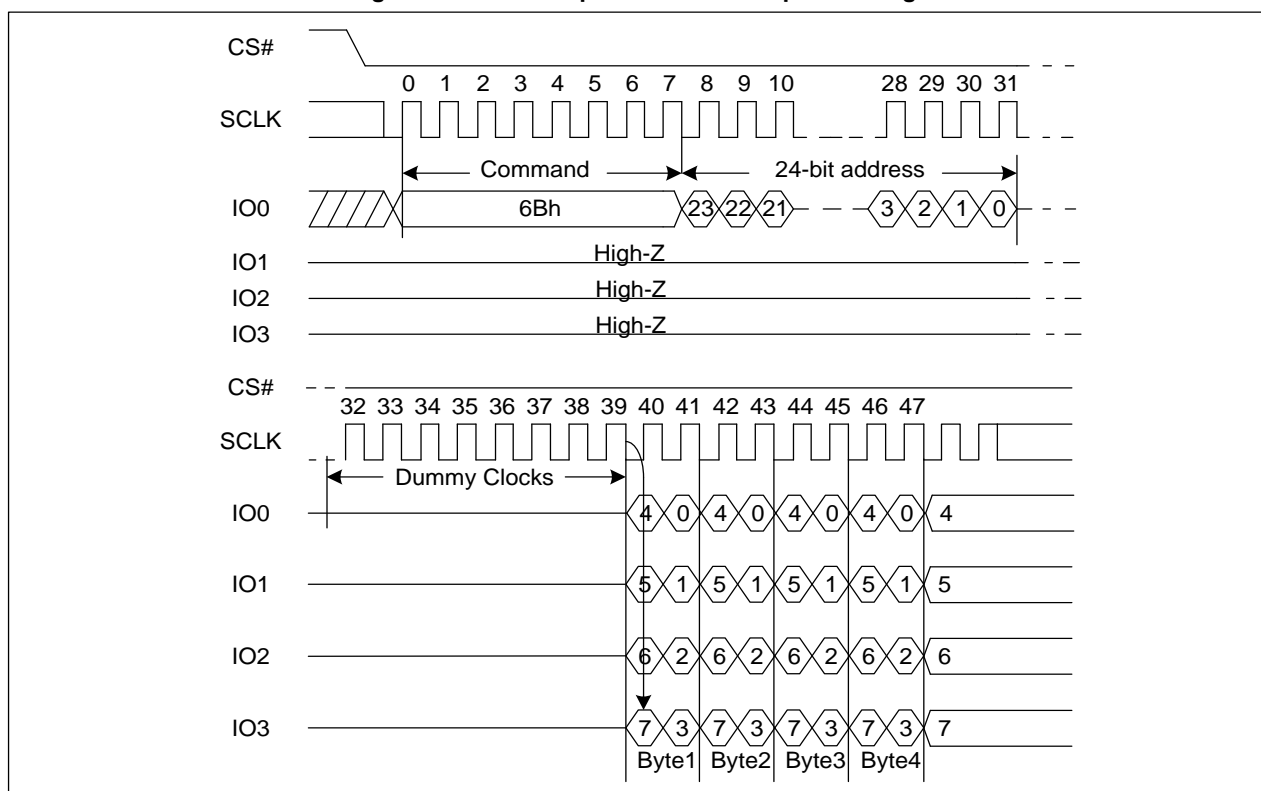 CS#
0 1 2 3 4 5 6 7 8 9 10 28 29 30 31
SCLK
Command 24-bit address
IO0 6Bh 23 22 21 3 2 1 0
IO1 High-Z
IO2 High-Z
IO3 High-Z
CS#
32 33 34 35 36 37 38 39 40 41 42 43 44 45 46 47
SCLK
Dummy Clocks
IO0 4 0 4 0 4 0 4 0 4
IO1 5 1 5 1 5 1 5 1 5
IO2 6 2 6 2 6 2 6 2 6
IO3 7 3 7 3 7 3 7 3 7
Byte1 Byte2 Byte3 Byte4